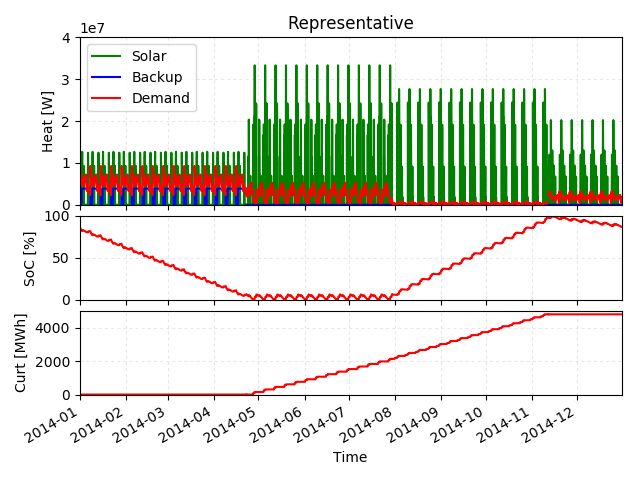 Representative
1e7
4
3
2
1
0
Heat [W]
Solar
Backup
Demand
100
50
0
SoC [%]
4000
2000
0
Curt [MWh]
2014-01
2014-02
2014-03
2014-04
2014-05
2014-06
2014-07
2014-08
2014-09
2014-10
2014-11
2014-12
Time